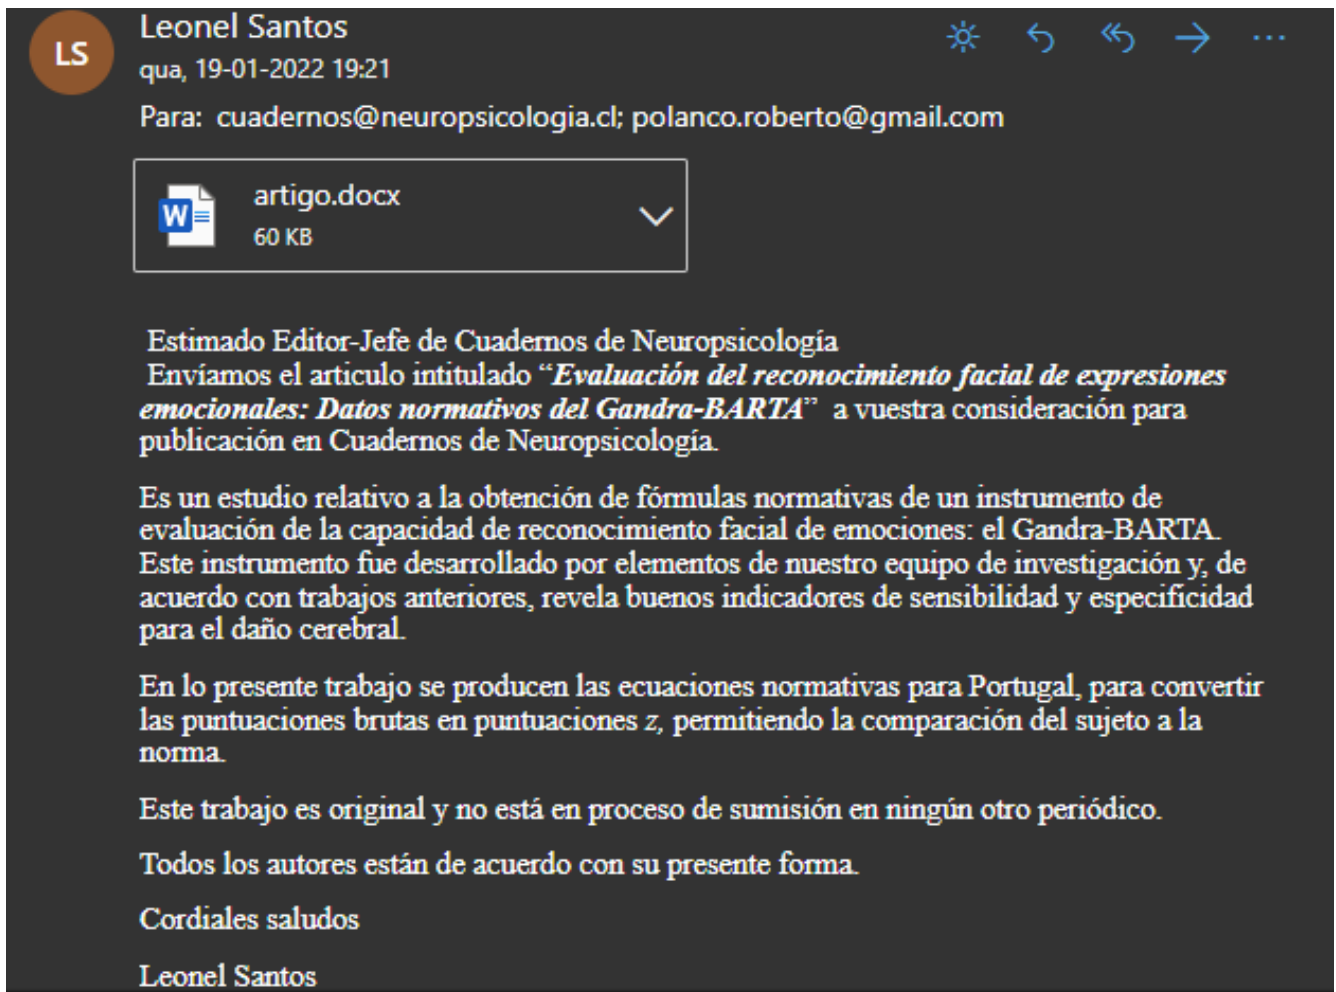 LS
Leonel Santos
qua, 19-01-2022 19:21
Para: cuadernos@neuropsicologia.cl; polanco.roberto@gmail.com
W
artigo.docx
60 KB
Estimado Editor-Jefe de Cuadernos de Neuropsicología
Envíamos el articulo intitulado “Evaluación del reconocimiento facial de expresiones
emocionales: Datos normativos del Gandra-BARTA” a vuestra consideración para
publicación en Cuadernos de Neuropsicología.
Es un estudio relativo a la obtención de fórmulas normativas de un instrumento de
evaluación de la capacidad de reconocimiento facial de emociones: el Gandra-BARTA.
Este instrumento fue desarrollado por elementos de nuestro equipo de investigación y, de
acuerdo con trabajos anteriores, revela buenos indicadores de sensibilidad y especificidad
para el daño cerebral.
En lo presente trabajo se producen las ecuaciones normativas para Portugal, para convertir
las puntuaciones brutas en puntuaciones z, permitiendo la comparación del sujeto a la
norma.
Este trabajo es original y no está en proceso de sumisión en ningún otro periódico.
Todos los autores están de acuerdo con su presente forma.
Cordiales saludos
Leonel Santos